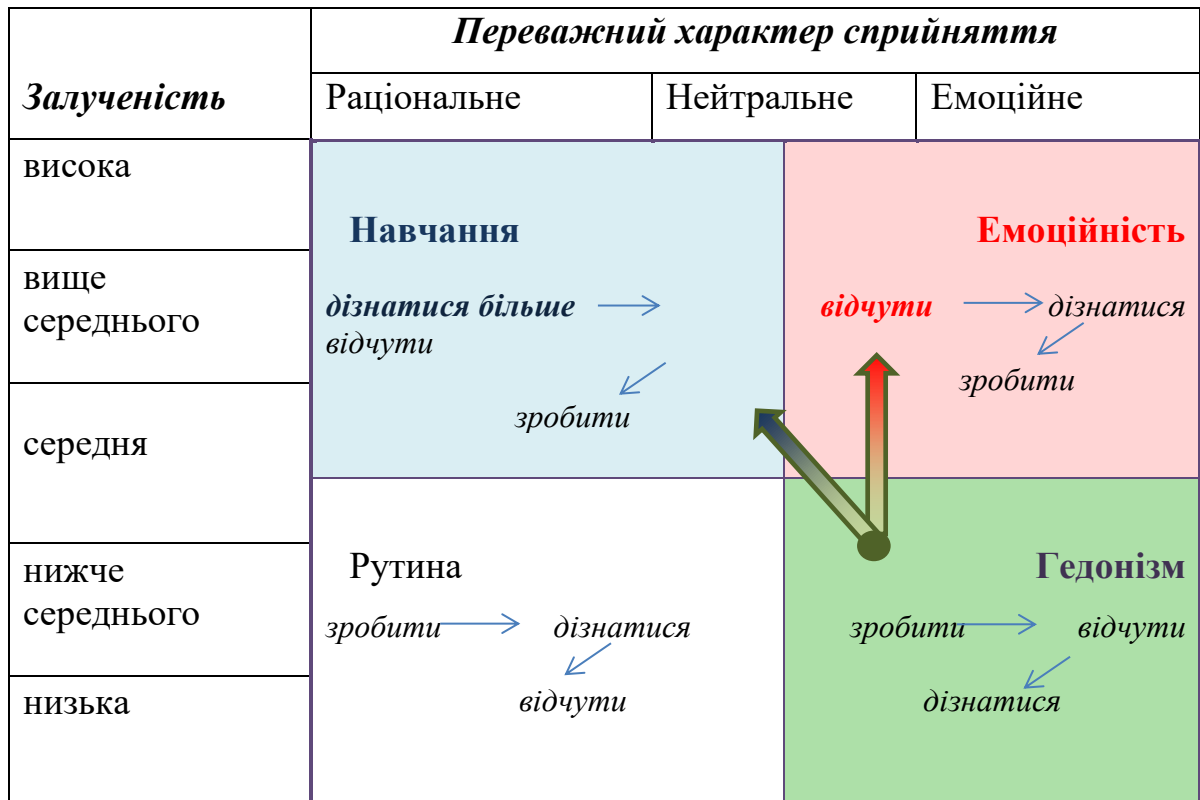 Переважний характер сприйняття
Залученість
Раціональне
Нейтральне
Емоційне
висока
Навчання
Емоційність
вище
середнього
дізнатися більше
відчути
зробити
відчути
дізнатися
зробити
середня
нижче
середнього
Рутина
зробити
дізнатися
відчути
Гедонізм
зробити
відчути
дізнатися
низька